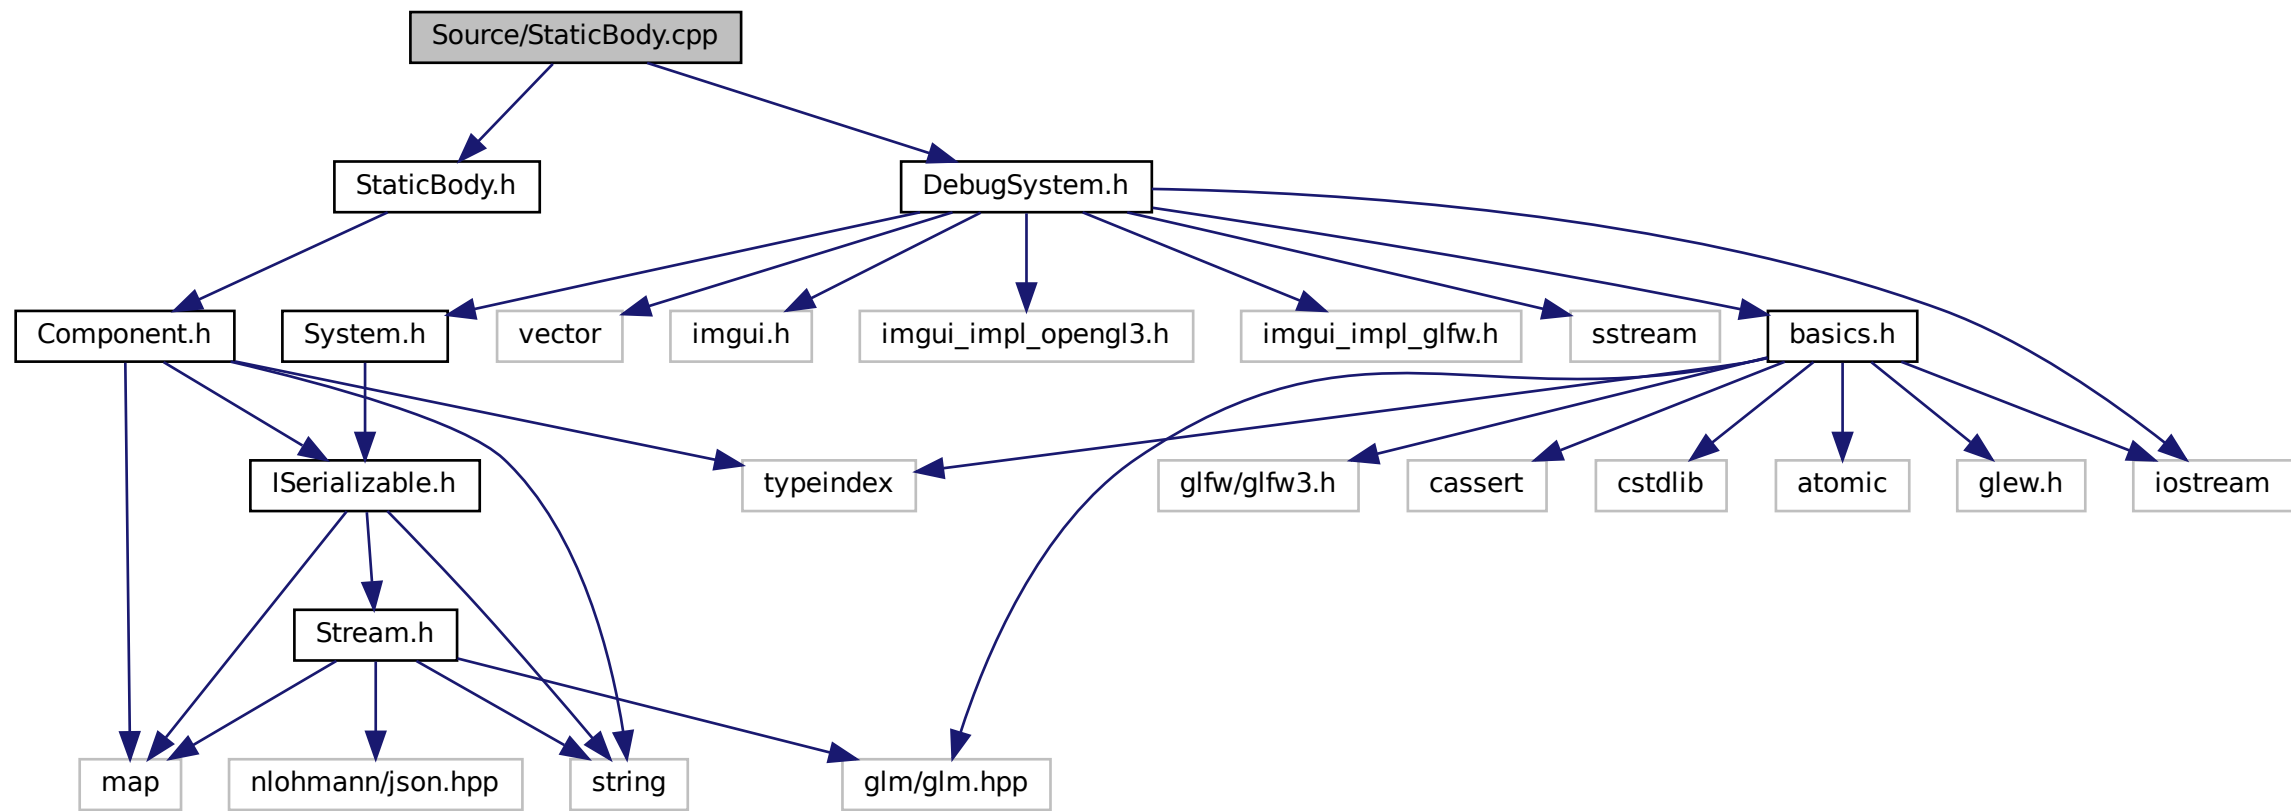 Source/StaticBody.cpp
StaticBody.h
DebugSystem.h
Component.h
System.h
vector
imgui.h
imgui_impl_opengl3.h
imgui_impl_glfw.h
sstream
basics.h
ISerializable.h
typeindex
glfw/glfw3.h
cassert
cstdlib
atomic
glew.h
iostream
Stream.h
map
nlohmann/json.hpp
string
glm/glm.hpp